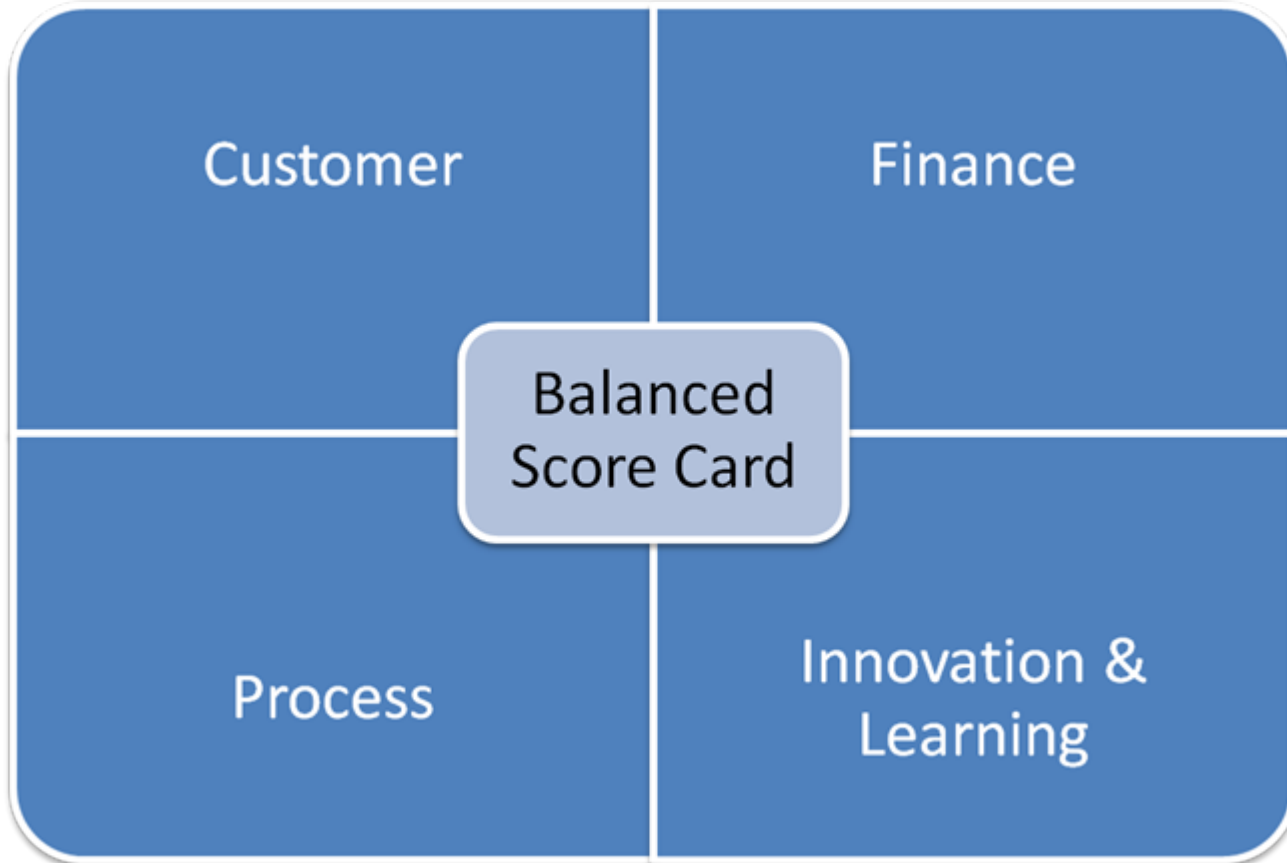 Customer
Finance
Balanced
Score Card
Process
Innovation &
Learning